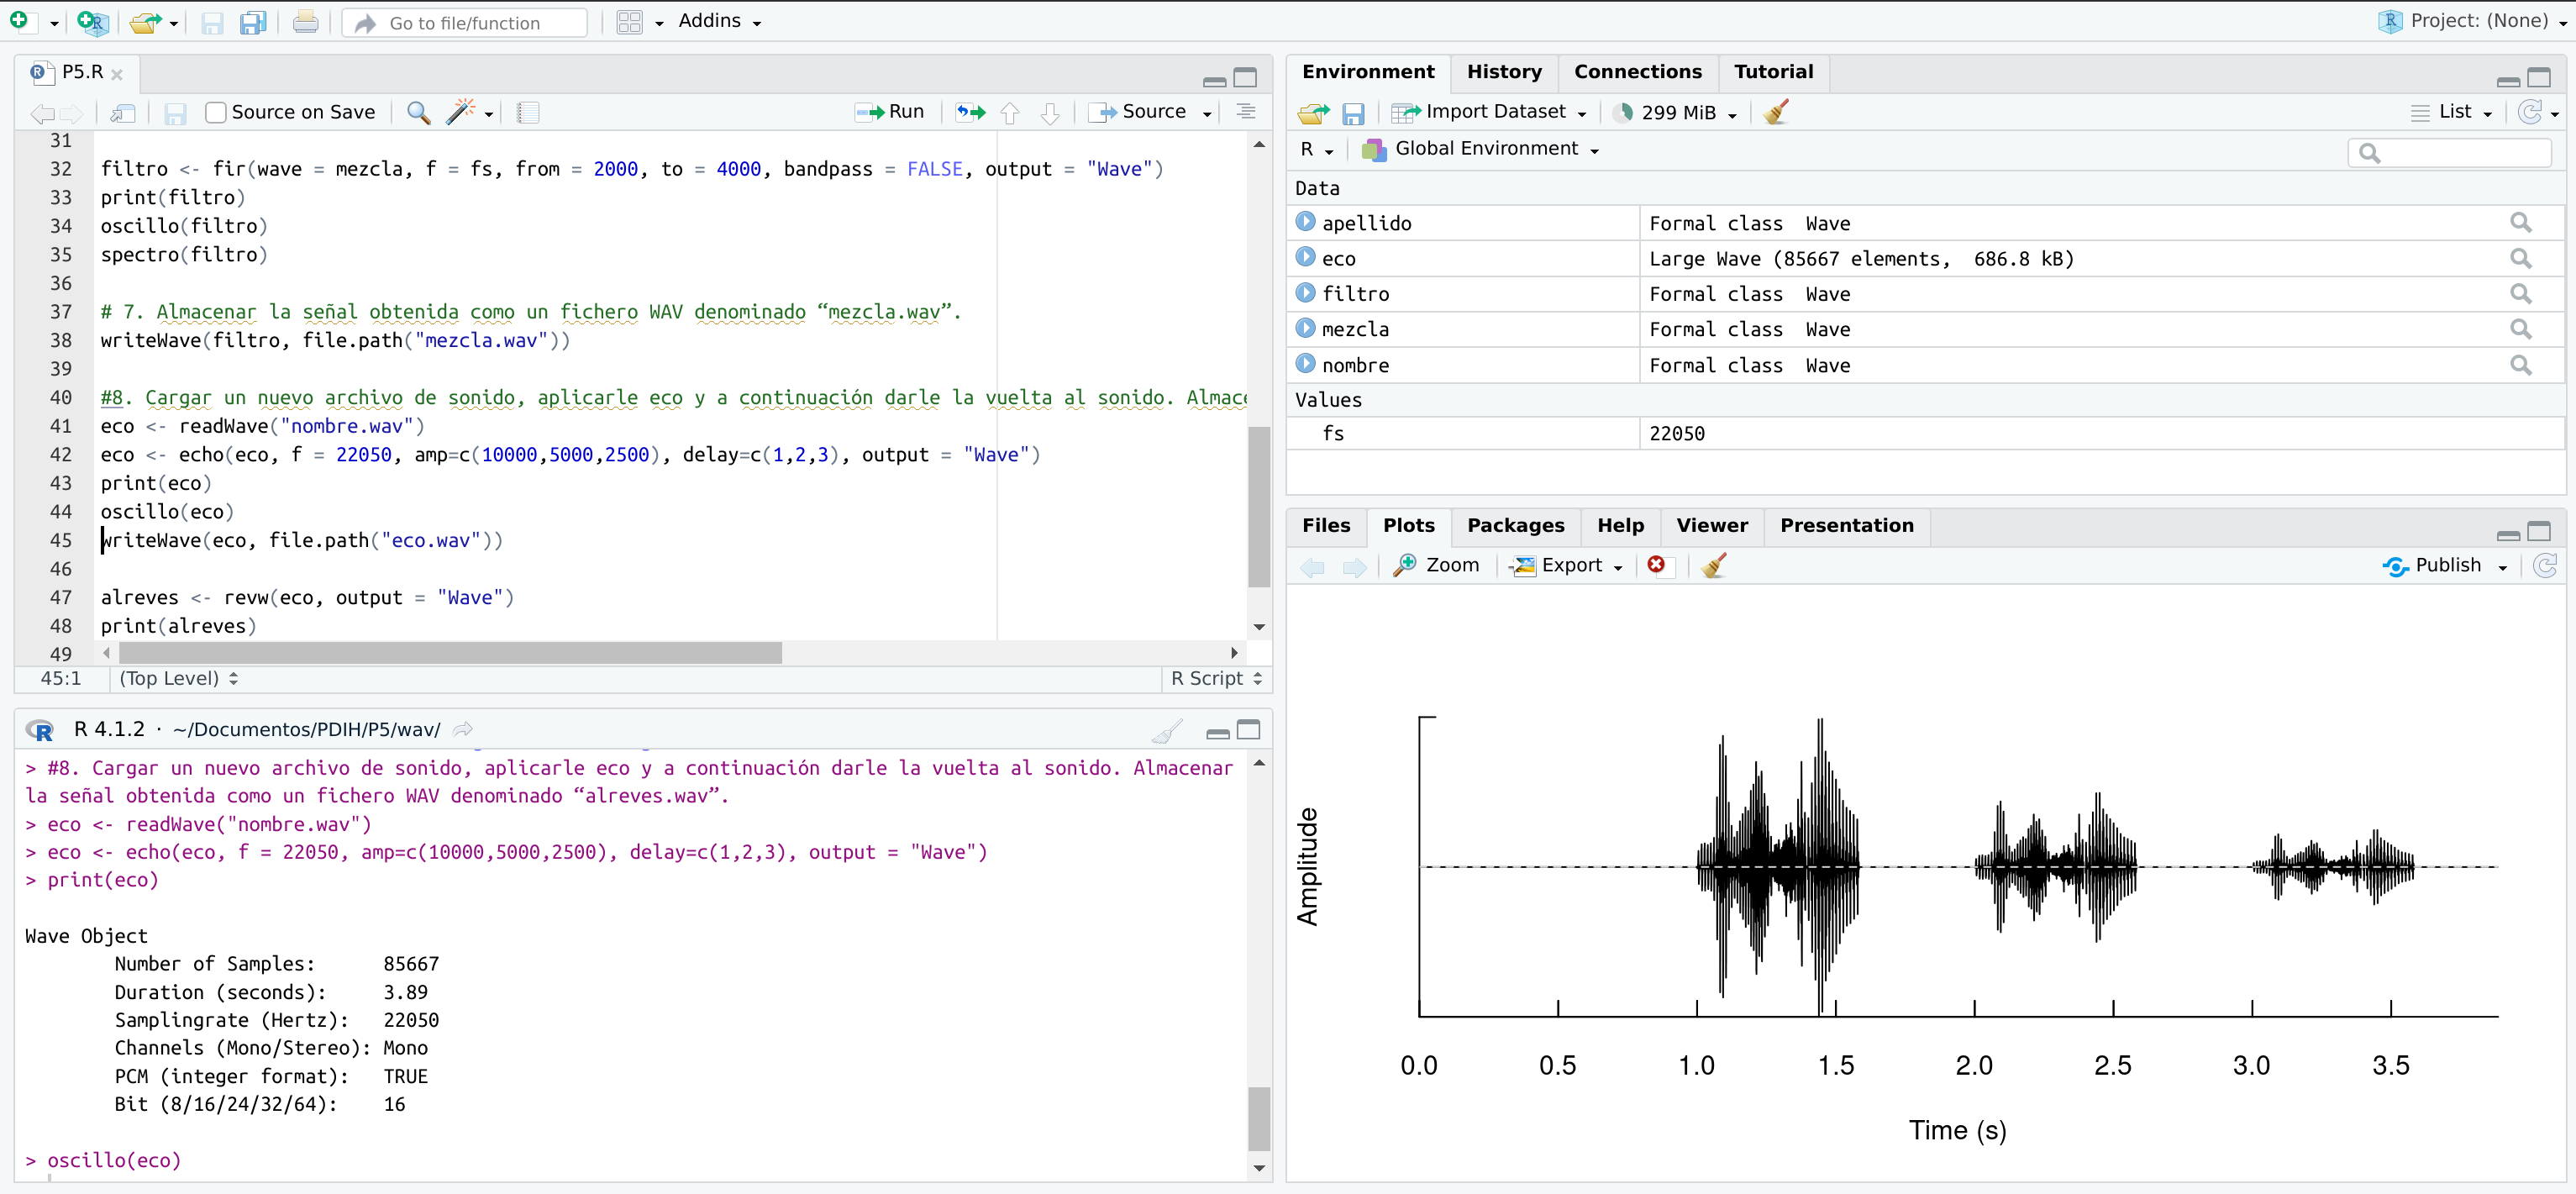 Go to file/function
Addins
Project: (None)
P5.R
Source on Save
Run
Source
31
32 filtro <- fir(wave = mezcla, f = fs, from = 2000, to = 4000, bandpass = FALSE, output = "Wave")
33 print(filtro)
34 oscillo(filtro)
35 spectro(filtro)
36
37 # 7. Almacenar la señal obtenida como un fichero WAV denominado “mezcla.wav”.
38 writeWave(filtro, file.path("mezcla.wav"))
39
40 #8. Cargar un nuevo archivo de sonido, aplicarle eco y a continuación darle la vuelta al sonido. Almace
41 eco <- readWave("nombre.wav")
42 eco <- echo(eco, f = 22050, amp=c(10000,5000,2500), delay=c(1,2,3), output = "Wave")
43 print(eco)
44 oscillo(eco)
45 writeWave(eco, file.path("eco.wav"))
46
47 alreves <- revw(eco, output = "Wave")
48 print(alreves)
49
45:1 (Top Level) R Script
R 4.1.2 · ~/Documentos/PDIH/P5/wav/
> #8. Cargar un nuevo archivo de sonido, aplicarle eco y a continuación darle la vuelta al sonido. Almacenar
la señal obtenida como un fichero WAV denominado “alreves.wav”.
> eco <- readWave("nombre.wav")
> eco <- echo(eco, f = 22050, amp=c(10000,5000,2500), delay=c(1,2,3), output = "Wave")
> print(eco)
Wave Object
Number of Samples: 85667
Duration (seconds): 3.89
Samplingrate (Hertz): 22050
Channels (Mono/Stereo): Mono
PCM (integer format): TRUE
Bit (8/16/24/32/64): 16
> oscillo(eco)
Environment History Connections Tutorial
Import Dataset 299 MiB List
R Global Environment
Data
apellido Formal class Wave
eco Large Wave (85667 elements, 686.8 kB)
filtro Formal class Wave
mezcla Formal class Wave
nombre Formal class Wave
Values
fs 22050
Files Plots Packages Help Viewer Presentation
Zoom Export Publish
Amplitude
0.0 0.5 1.0 1.5 2.0 2.5 3.0 3.5
Time (s)